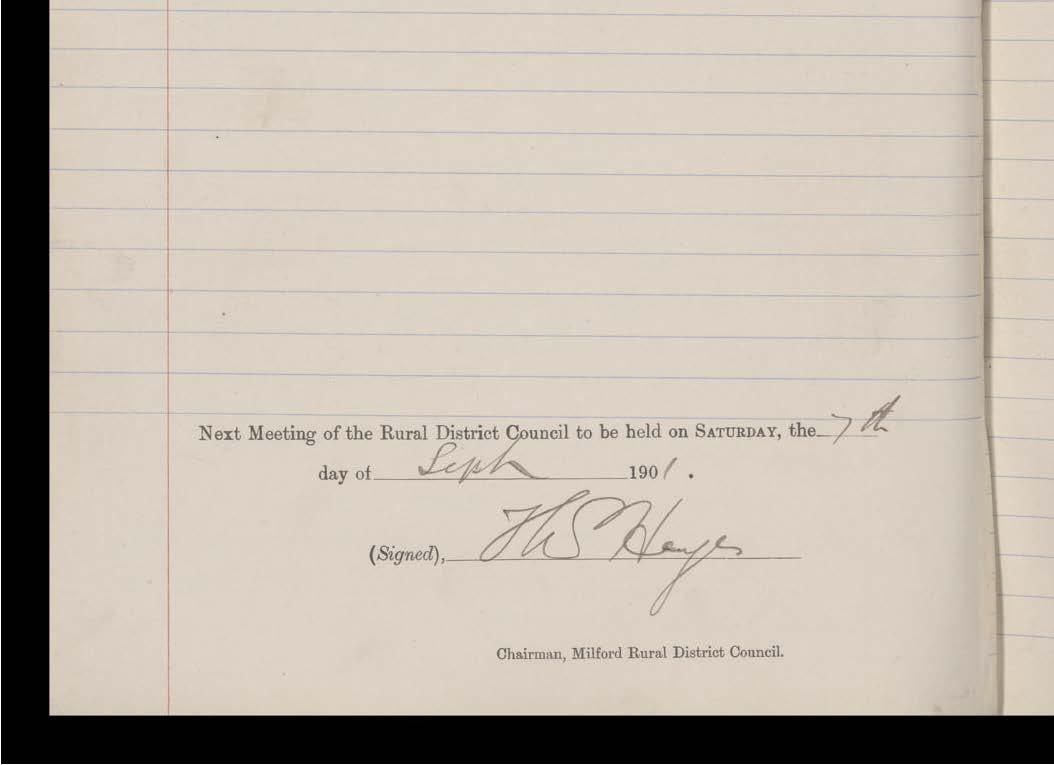 Next Meeting of the Rural District Council to be held on SATURDAY, the 7th
day of Sept 1901.
(Signed), Hayes
Chairman, Milford Rural District Council.